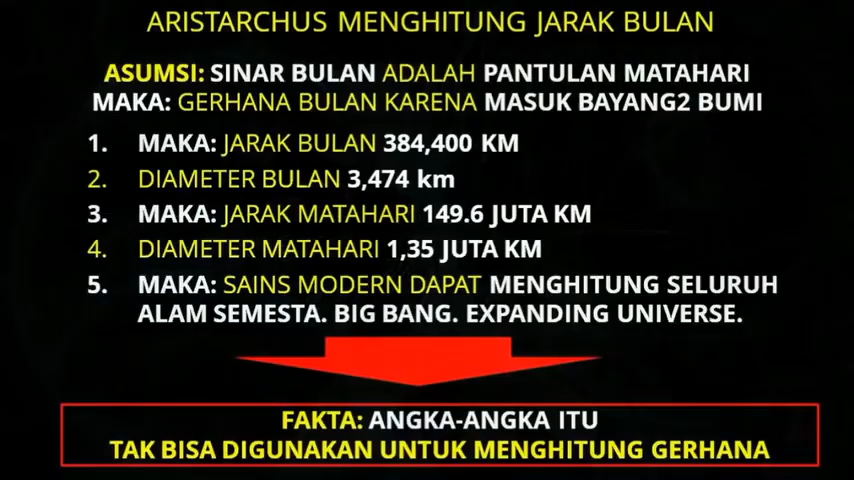 ARISTARCHUS MENGHITUNG JARAK BULAN
ASUMSI: SINAR BULAN ADALAH PANTULAN MATAHARI
MAKA: GERHANA BULAN KARENA MASUK BAYANG2 BUMI
1. MAKA: JARAK BULAN 384,400 KM
2. DIAMETER BULAN 3,474 km
3. MAKA: JARAK MATAHARI 149.6 JUTA KM
4. DIAMETER MATAHARI 1,35 JUTA KM
5. MAKA: SAINS MODERN DAPAT MENGHITUNG SELURUH
ALAM SEMESTA. BIG BANG. EXPANDING UNIVERSE.
FAKTA: ANGKA-ANGKA ITU
TAK BISA DIGUNAKAN UNTUK MENGHITUNG GERHANA